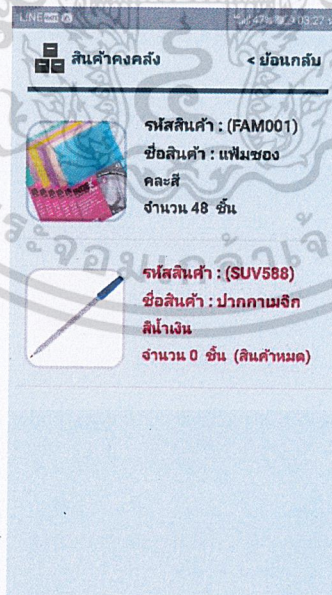 LINE
47% 03:27
สินค้าคงคลัง < ย้อนกลับ
รหัสสินค้า : (FAM001)
ชื่อสินค้า : แฟ้มซอง
คละสี
จำนวน 48 ชิ้น
รหัสสินค้า : (SUV588)
ชื่อสินค้า : ปากกาเมจิก
สีน้ำเงิน
จำนวน 0 ชิ้น (สินค้าหมด)